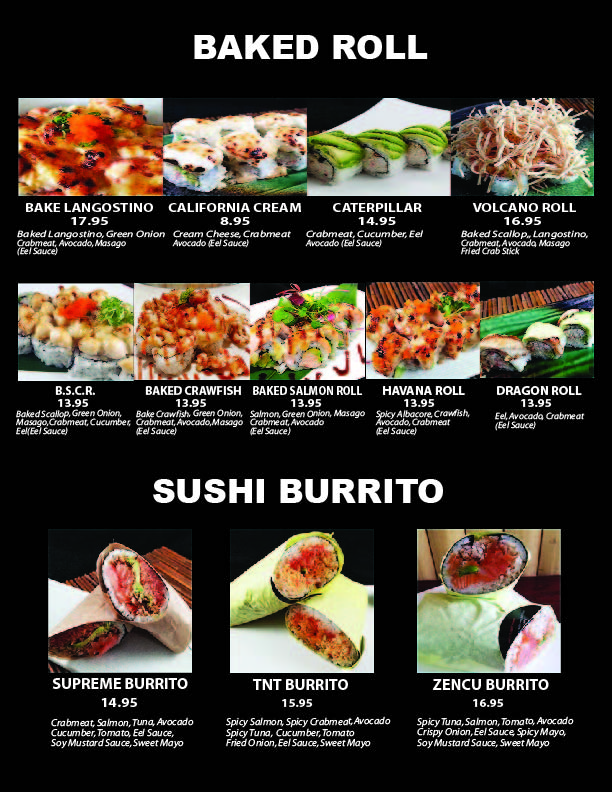 BAKED ROLL
BAKE LANGOSTINO
17.95
Baked Langostino, Green Onion
Crabmeat, Avocado, Masago
(Eel Sauce)
CALIFORNIA CREAM
8.95
Cream Cheese, Crabmeat
Avocado (Eel Sauce)
CATERPILLAR
14.95
Crabmeat, Cucumber, Eel
Avocado (Eel Sauce)
VOLCANO ROLL
16.95
Baked Scallop,, Langostino,
Crabmeat, Avocado, Masago
Fried Crab Stick
B.S.C.R.
13.95
Baked Scallop, Green Onion,
Masago,Crabmeat, Cucumber,
Eel(Eel Sauce)
BAKED CRAWFISH
13.95
Bake Crawfish, Green Onion,
Crabmeat, Avocado,Masago
(Eel Sauce)
BAKED SALMON ROLL
13.95
Salmon, Green Onion, Masago
Crabmeat, Avocado
(Eel Sauce)
HAVANA ROLL
13.95
Spicy Albacore, Crawfish,
Avocado, Crabmeat
(Eel Sauce)
DRAGON ROLL
13.95
Eel, Avocado, Crabmeat
(Eel Sauce)
SUSHI BURRITO
SUPREME BURRITO
14.95
Crabmeat, Salmon, Tuna, Avocado
Cucumber, Tomato, Eel Sauce,
Soy Mustard Sauce, Sweet Mayo
TNT BURRITO
15.95
Spicy Salmon, Spicy Crabmeat, Avocado
Spicy Tuna, Cucumber, Tomato
Fried Onion, Eel Sauce, Sweet Mayo
ZENCU BURRITO
16.95
Spicy Tuna, Salmon, Tomato, Avocado
Crispy Onion, Eel Sauce, Spicy Mayo,
Soy Mustard Sauce, Sweet Mayo